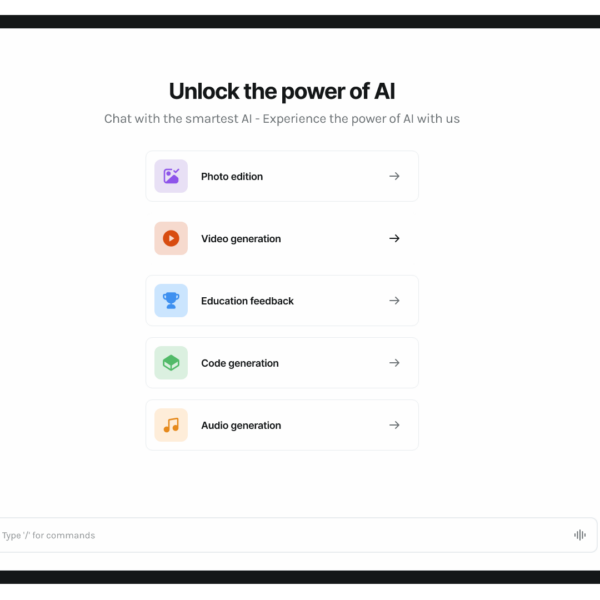 Unlock the power of AI
Chat with the smartest AI - Experience the power of AI with us
Photo edition
Video generation
Education feedback
Code generation
Audio generation
Type '/' for commands